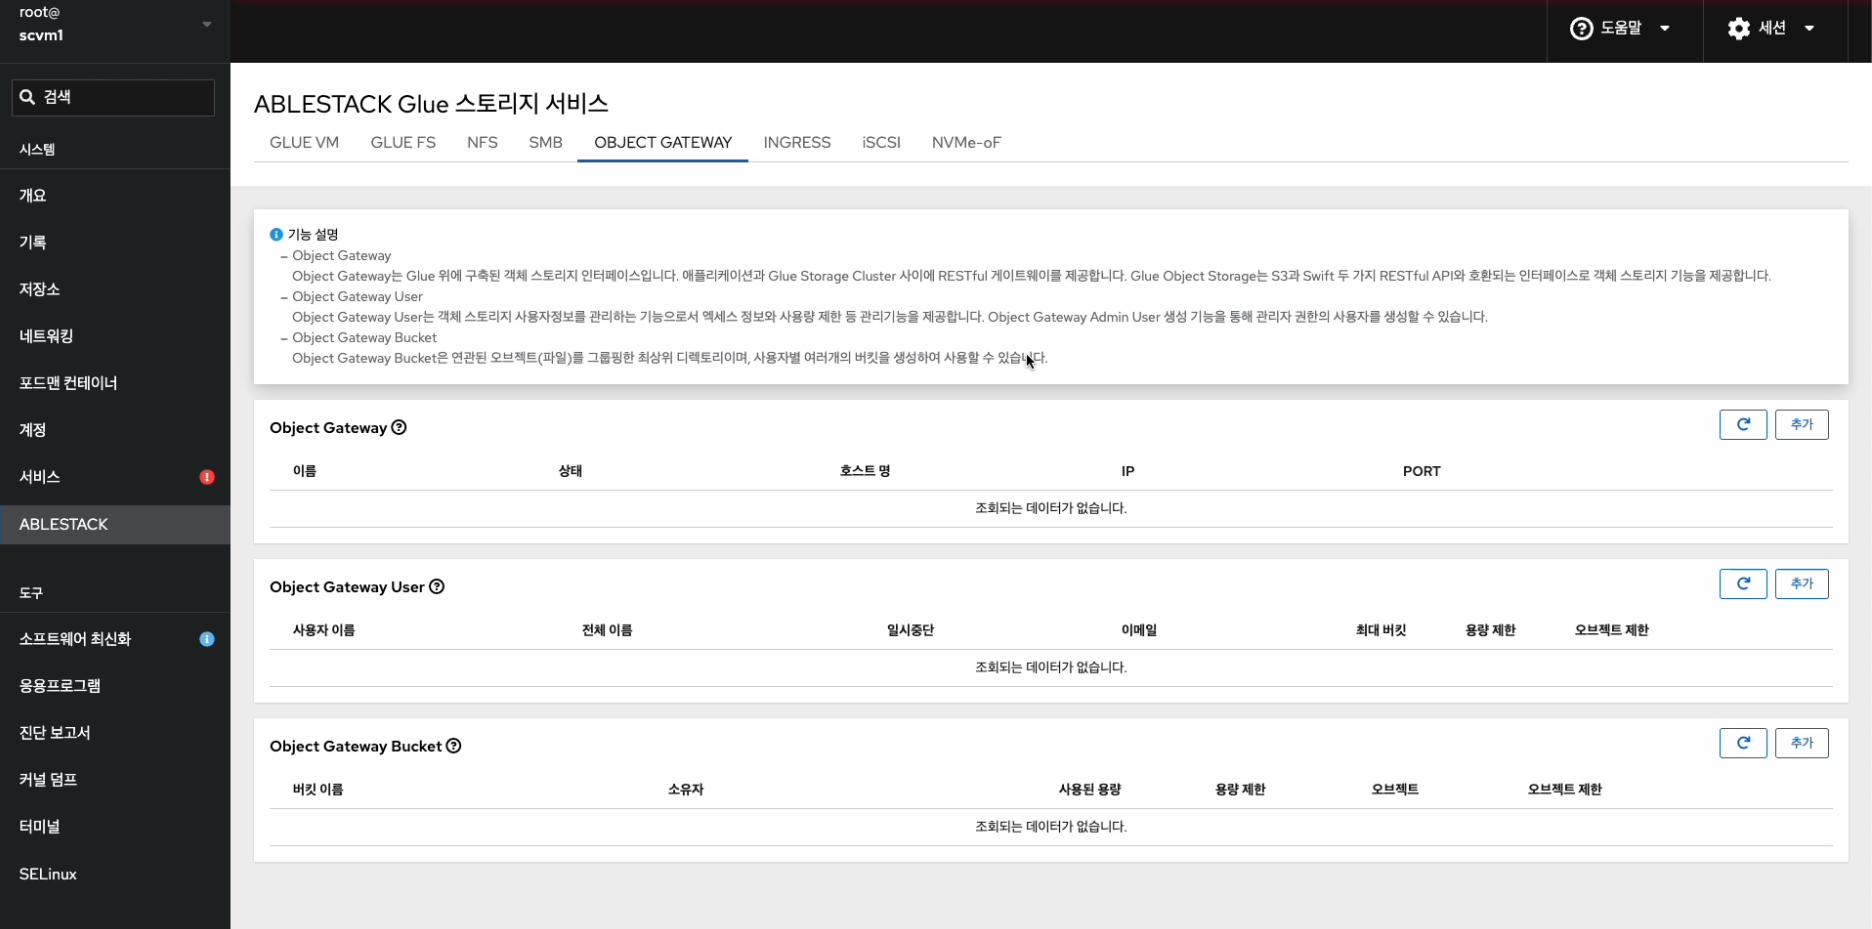 root@
scvm1
도움말
세션
검색
시스템
개요
기록
저장소
네트워킹
포드맨 컨테이너
계정
서비스
ABLESTACK
도구
소프트웨어 최신화
응용프로그램
진단 보고서
커널 덤프
터미널
SELinux
ABLESTACK Glue 스토리지 서비스
GLUE VM GLUE FS NFS SMB OBJECT GATEWAY INGRESS iSCSI NVMe-oF
기능 설명
– Object Gateway
Object Gateway는 Glue 위에 구축된 객체 스토리지 인터페이스입니다. 애플리케이션과 Glue Storage Cluster 사이에 RESTful 게이트웨이를 제공합니다. Glue Object Storage는 S3과 Swift 두 가지 RESTful API와 호환되는 인터페이스로 객체 스토리지 기능을 제공합니다.
– Object Gateway User
Object Gateway User는 객체 스토리지 사용자정보를 관리하는 기능으로서 엑세스 정보와 사용량 제한 등 관리기능을 제공합니다. Object Gateway Admin User 생성 기능을 통해 관리자 권한의 사용자를 생성할 수 있습니다.
– Object Gateway Bucket
Object Gateway Bucket은 연관된 오브젝트(파일)를 그룹핑한 최상위 디렉토리이며, 사용자별 여러개의 버킷을 생성하여 사용할 수 있습니다.
Object Gateway
추가
이름 상태 호스트 명 IP PORT
조회되는 데이터가 없습니다.
Object Gateway User
추가
사용자 이름 전체 이름 일시중단 이메일 최대 버킷 용량 제한 오브젝트 제한
조회되는 데이터가 없습니다.
Object Gateway Bucket
추가
버킷 이름 소유자 사용된 용량 용량 제한 오브젝트 오브젝트 제한
조회되는 데이터가 없습니다.